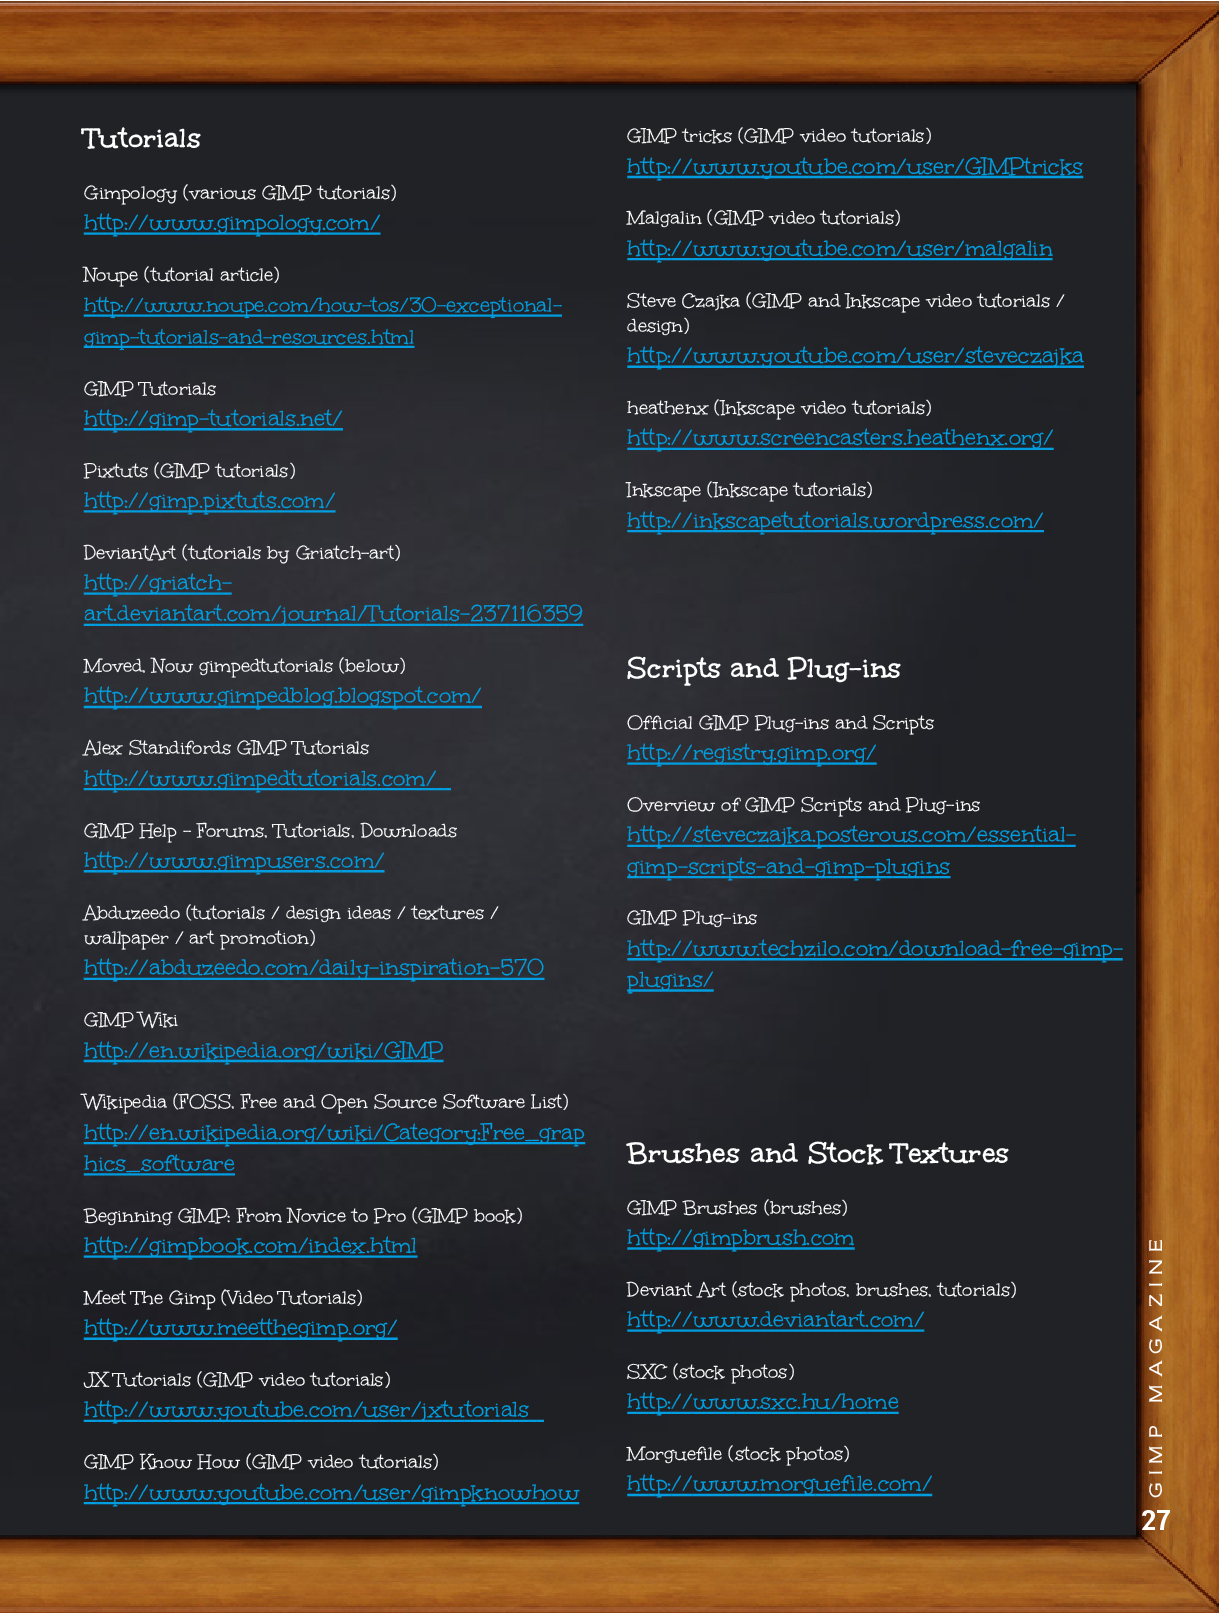 Tutorials
Gimpology (various GIMP tutorials)
http://www.gimpology.com/
Noupe (tutorial article)
http://www.noupe.com/how-tos/30-exceptional-
gimp-tutorials-and-resources.html
GIMP Tutorials
http://gimp-tutorials.net/
Pixtuts (GIMP tutorials)
http://gimp.pixtuts.com/
DeviantArt (tutorials by Griatch-art)
http://griatch-
art.deviantart.com/journal/Tutorials-237116359
Moved, Now gimpedtutorials (below)
http://www.gimpedblog.blogspot.com/
Alex Standifords GIMP Tutorials
http://www.gimpedtutorials.com/
GIMP Help - Forums, Tutorials, Downloads
http://www.gimpusers.com/
Abduzeedo (tutorials / design ideas / textures /
wallpaper / art promotion)
http://abduzeedo.com/daily-inspiration-570
GIMP Wiki
http://en.wikipedia.org/wiki/GIMP
Wikipedia (FOSS, Free and Open Source Software List)
http://en.wikipedia.org/wiki/Category:Free_grap
hics_software
Beginning GIMP: From Novice to Pro (GIMP book)
http://gimpbook.com/index.html
Meet The Gimp (Video Tutorials)
http://www.meetthegimp.org/
JX Tutorials (GIMP video tutorials)
http://www.youtube.com/user/jxtutorials
GIMP Know How (GIMP video tutorials)
http://www.youtube.com/user/gimpknowhow
GIMP tricks (GIMP video tutorials)
http://www.youtube.com/user/GIMPtricks
Malgalin (GIMP video tutorials)
http://www.youtube.com/user/malgalin
Steve Czajka (GIMP and Inkscape video tutorials /
design)
http://www.youtube.com/user/steveczajka
heathenx (Inkscape video tutorials)
http://www.screencasters.heathenx.org/
Inkscape (Inkscape tutorials)
http://inkscapetutorials.wordpress.com/
Scripts and Plug-ins
Official GIMP Plug-ins and Scripts
http://registry.gimp.org/
Overview of GIMP Scripts and Plug-ins
http://steveczajka.posterous.com/essential-
gimp-scripts-and-gimp-plugins
GIMP Plug-ins
http://www.techzilo.com/download-free-gimp-
plugins/
Brushes and Stock Textures
GIMP Brushes (brushes)
http://gimpbrush.com
Deviant Art (stock photos, brushes, tutorials)
http://www.deviantart.com/
SXC (stock photos)
http://www.sxc.hu/home
Morguefile (stock photos)
http://www.morguefile.com/
GIMP MAGAZINE
27